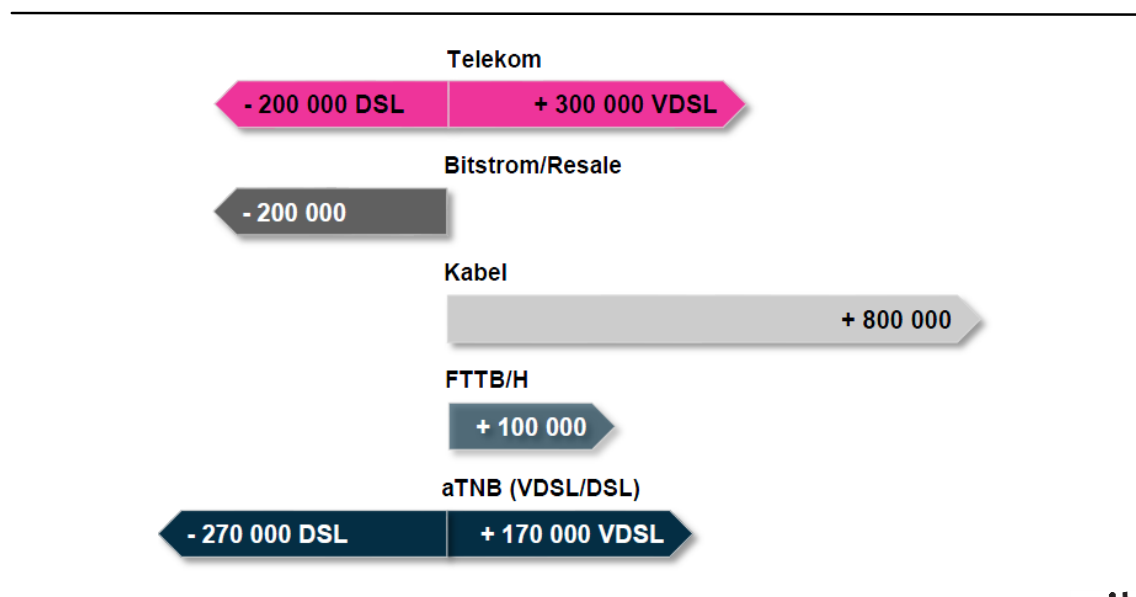 Telekom
- 200 000 DSL + 300 000 VDSL
Bitstrom/Resale
- 200 000
Kabel
+ 800 000
FTTB/H
+ 100 000
aTNB (VDSL/DSL)
- 270 000 DSL + 170 000 VDSL